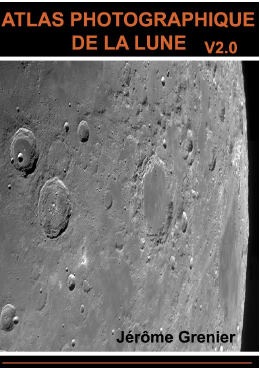 ATLAS PHOTOGRAPHIQUE
DE LA LUNE V2.0
Jérôme Grenier